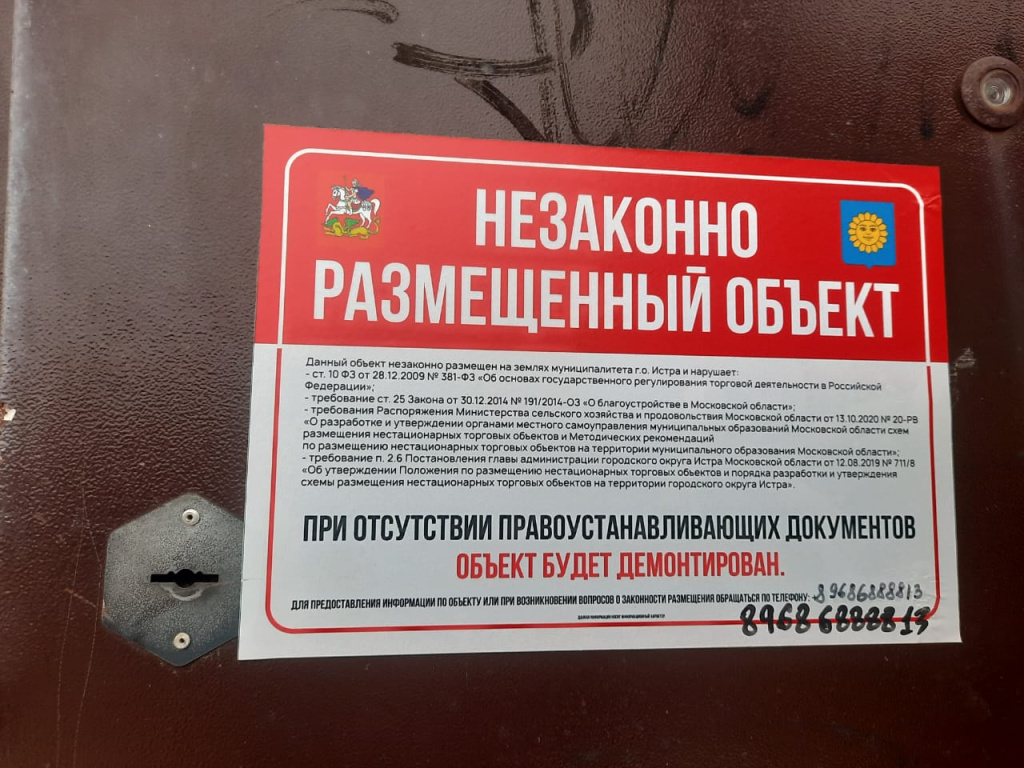 НЕЗАКОННО
РАЗМЕЩЕННЫЙ ОБЪЕКТ
Данный объект незаконно размещен на землях муниципалитета г.о. Истра и нарушает:
- ст. 10 ФЗ от 28.12.2009 № 381-ФЗ «Об основах государственного регулирования торговой деятельности в Российской
Федерации»;
- требование ст. 25 Закона от 30.12.2014 № 191/2014-ОЗ «О благоустройстве в Московской области»;
- требования Распоряжения Министерства сельского хозяйства и продовольствия Московской области от 13.10.2020 № 20-РВ
«О разработке и утверждении органами местного самоуправления муниципальных образований Московской области схем
размещения нестационарных торговых объектов и Методических рекомендаций
по размещению нестационарных торговых объектов на территории муниципального образования Московской области»;
- требование п. 2.6 Постановления главы администрации городского округа Истра Московской области от 12.08.2019 № 711/8
«Об утверждении Положения по размещению нестационарных торговых объектов и порядка разработки и утверждения
схемы размещения нестационарных торговых объектов на территории городского округа Истра».
ПРИ ОТСУТСТВИИ ПРАВОУСТАНАВЛИВАЮЩИХ ДОКУМЕНТОВ
ОБЪЕКТ БУДЕТ ДЕМОНТИРОВАН.
ДЛЯ ПРЕДОСТАВЛЕНИЯ ИНФОРМАЦИИ ПО ОБЪЕКТУ ИЛИ ПРИ ВОЗНИКНОВЕНИИ ВОПРОСОВ О ЗАКОННОСТИ РАЗМЕЩЕНИЯ ОБРАЩАТЬСЯ ПО ТЕЛЕФОНУ: 89686888813
ДАННАЯ ИНФОРМАЦИЯ НОСИТ ИНФОРМАЦИОННЫЙ ХАРАКТЕР
89686888813